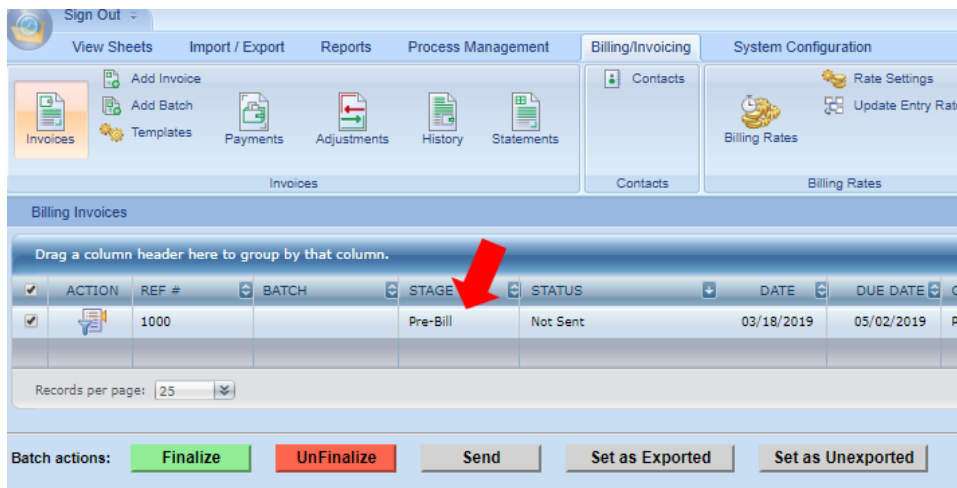 Sign Out
View Sheets Import / Export Reports Process Management Billing/Invoicing System Configuration
Add Invoice Contacts Rate Settings
Add Batch Update Entry
Templates
Invoices Payments Adjustments History Statements Billing Rates
Invoices Contacts Billing Rates
Billing Invoices
Drag a column header here to group by that column.
ACTION REF # BATCH STAGE STATUS DATE DUE DATE
1000 Pre-Bill Not Sent 03/18/2019 05/02/2019
Records per page: 25
Batch actions: Finalize UnFinalize Send Set as Exported Set as Unexported